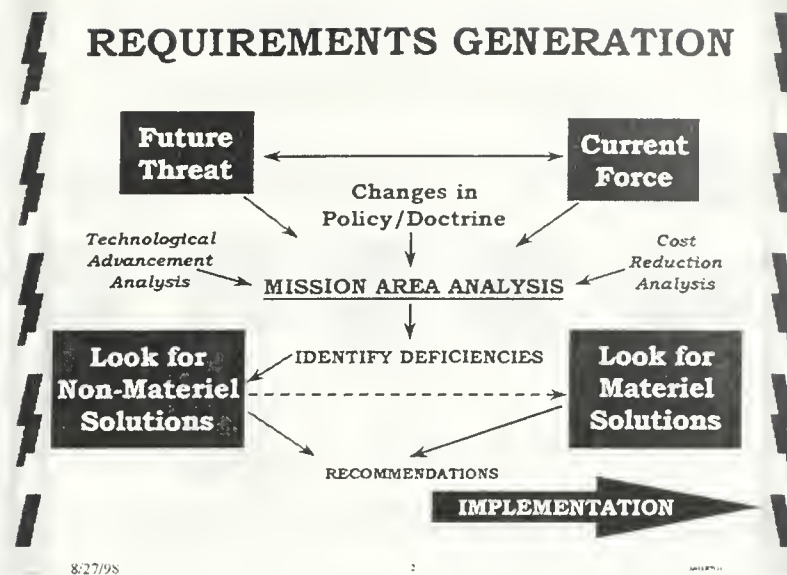 REQUIREMENTS GENERATION
Future
Threat
Current
Force
Changes in
Policy/Doctrine
Technological
Advancement
Analysis
Cost
Reduction
Analysis
MISSION AREA ANALYSIS
IDENTIFY DEFICIENCIES
Look for
Non-Materiel
Solutions
Look for
Materiel
Solutions
RECOMMENDATIONS
IMPLEMENTATION
8/27/98
2